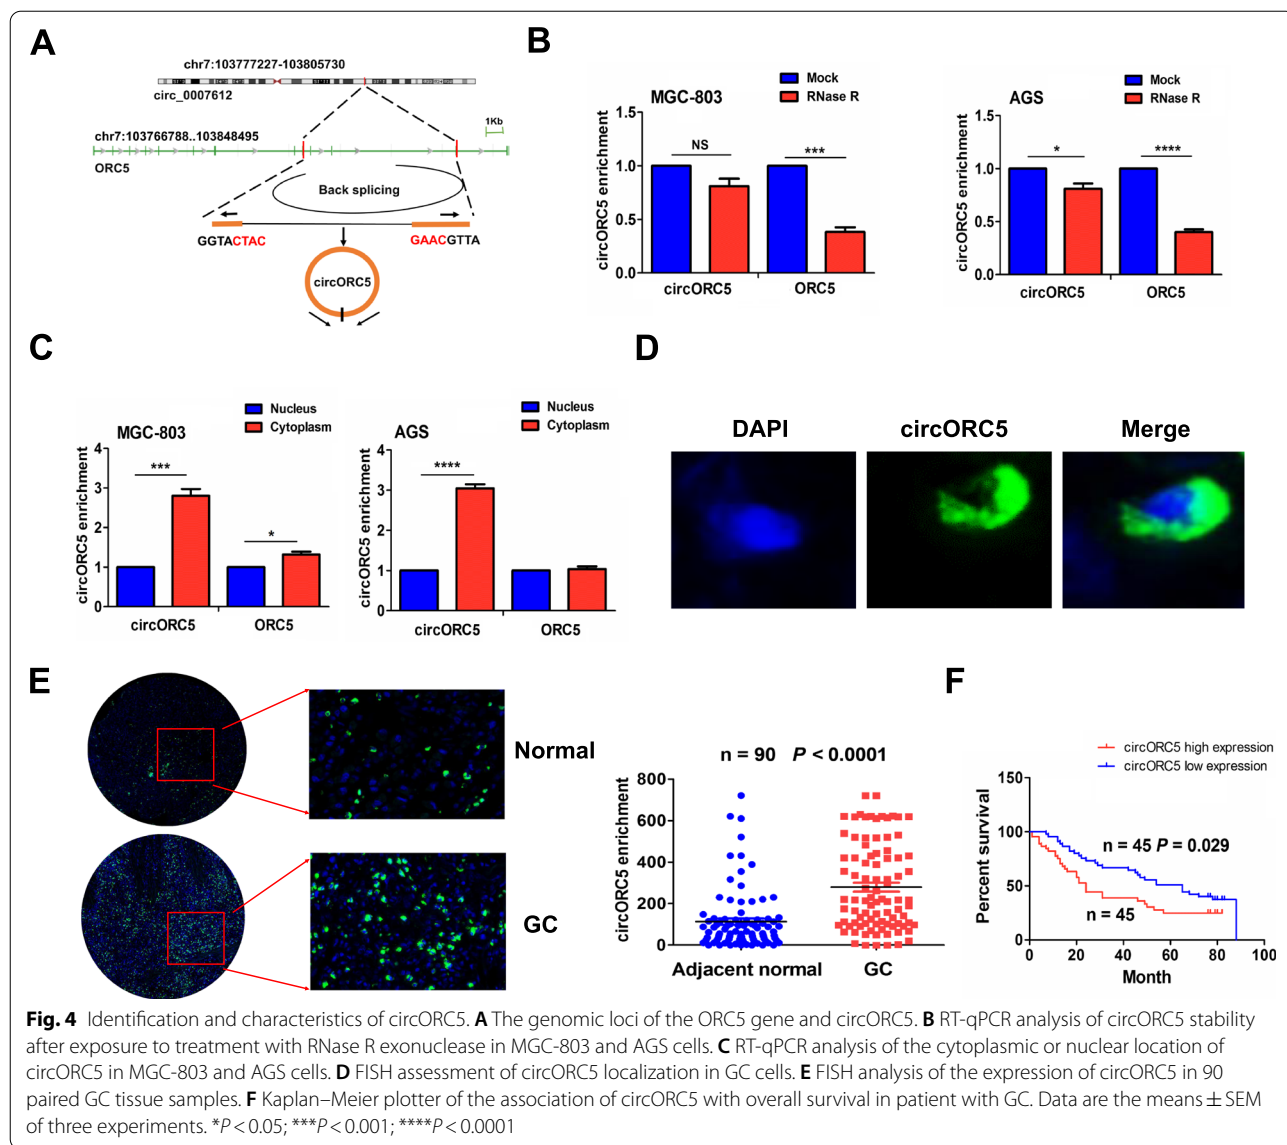 A
chr7:103777227-103805730
circ_0007612
1Kb
chr7:103766788..103848495
ORC5
Back splicing
GGTACTAC
GAACGTTA
circORC5
B
Mock
RNase R
MGC-803
circORC5 enrichment
1.5
1.0
0.5
0.0
NS
***
circORC5
ORC5
Mock
RNase R
AGS
circORC5 enrichment
1.5
1.0
0.5
0.0
*
****
circORC5
ORC5
C
Nucleus
Cytoplasm
MGC-803
circORC5 enrichment
4
3
2
1
0
***
*
circORC5
ORC5
Nucleus
Cytoplasm
AGS
circORC5 enrichment
4
3
2
1
0
****
circORC5
ORC5
D
DAPI
circORC5
Merge
E
Normal
GC
n = 90 P < 0.0001
circORC5 enrichment
800
600
400
200
0
Adjacent normal
GC
F
circORC5 high expression
circORC5 low expression
Percent survival
150
100
50
0
n = 45 P = 0.029
n = 45
0 20 40 60 80 100
Month
Fig. 4 Identification and characteristics of circORC5. A The genomic loci of the ORC5 gene and circORC5. B RT-qPCR analysis of circORC5 stability
after exposure to treatment with RNase R exonuclease in MGC-803 and AGS cells. C RT-qPCR analysis of the cytoplasmic or nuclear location of
circORC5 in MGC-803 and AGS cells. D FISH assessment of circORC5 localization in GC cells. E FISH analysis of the expression of circORC5 in 90
paired GC tissue samples. F Kaplan–Meier plotter of the association of circORC5 with overall survival in patient with GC. Data are the means ± SEM
of three experiments. *P < 0.05; ***P < 0.001; ****P < 0.0001